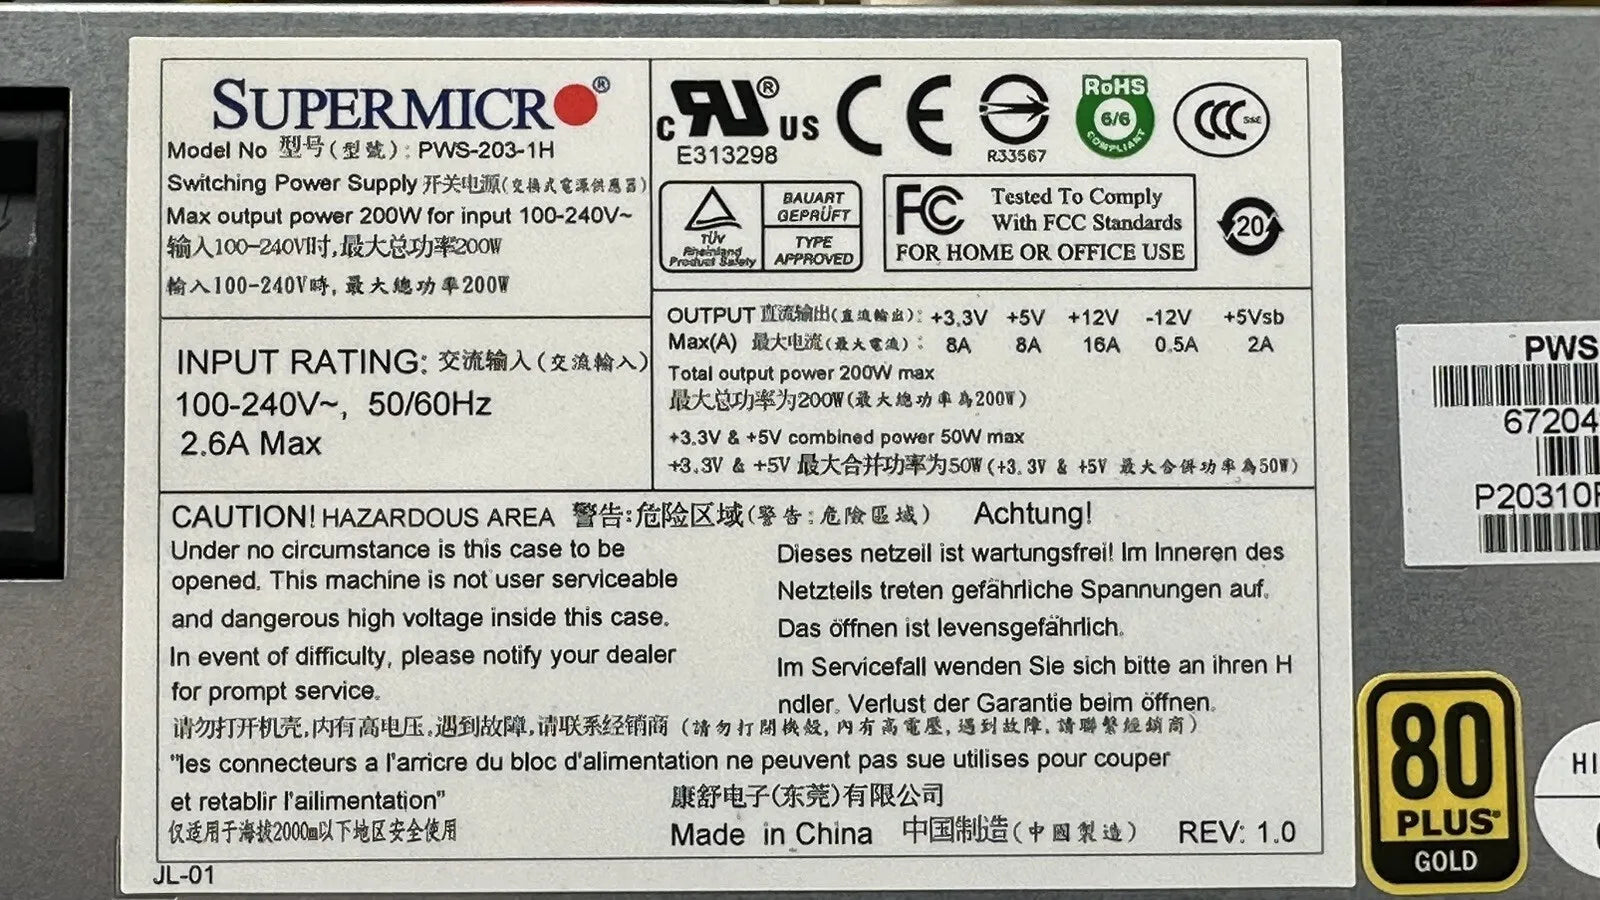 SUPERMICR®
Model No 型号(型號): PWS-203-1H
Switching Power Supply 开关电源(交換式電源供應器)
Max output power 200W for input 100-240V~
输入100-240V时,最大总功率200W
輸入100-240V時,最大總功率200W
INPUT RATING: 交流输入(交流輸入)
100-240V~, 50/60Hz
2.6A Max
c RU ® US
E313298
CE
R33567
RoHS
6/6
COMPLIANT
CCC S&E
TÜV
Rheinland
Product Safety
BAUART
GEPRÜFT
TYPE
APPROVED
FC Tested To Comply
With FCC Standards
FOR HOME OR OFFICE USE
20
OUTPUT 直流输出(直流輸出): +3.3V +5V +12V -12V +5Vsb
Max(A) 最大电流(最大電流): 8A 8A 16A 0.5A 2A
Total output power 200W max
最大总功率为200W(最大總功率為200W)
+3.3V & +5V combined power 50W max
+3.3V & +5V 最大合并功率为50W(+3.3V & +5V 最大合併功率為50W)
CAUTION! HAZARDOUS AREA 警告:危险区域(警告:危險區域) Achtung!
Under no circumstance is this case to be
opened. This machine is not user serviceable
and dangerous high voltage inside this case.
In event of difficulty, please notify your dealer
for prompt service.
Dieses netzeil ist wartungsfrei! Im Inneren des
Netzteils treten gefährliche Spannungen auf.
Das öffnen ist levensgefährlich.
Im Servicefall wenden Sie sich bitte an ihren H
ndler. Verlust der Garantie beim öffnen.
请勿打开机壳,内有高电压。遇到故障,请联系经销商 (請勿打開機殼,內有高電壓,遇到故障,請聯繫經銷商)
"les connecteurs a l'arricre du bloc d'alimentation ne peuvent pas sue utilises pour couper
et retablir l'ailimentation"
仅适用于海拔2000m以下地区安全使用
康舒电子(东莞)有限公司
Made in China 中国制造(中國製造) REV: 1.0
JL-01
PWS
67204
P20310
80
PLUS®
GOLD
HI